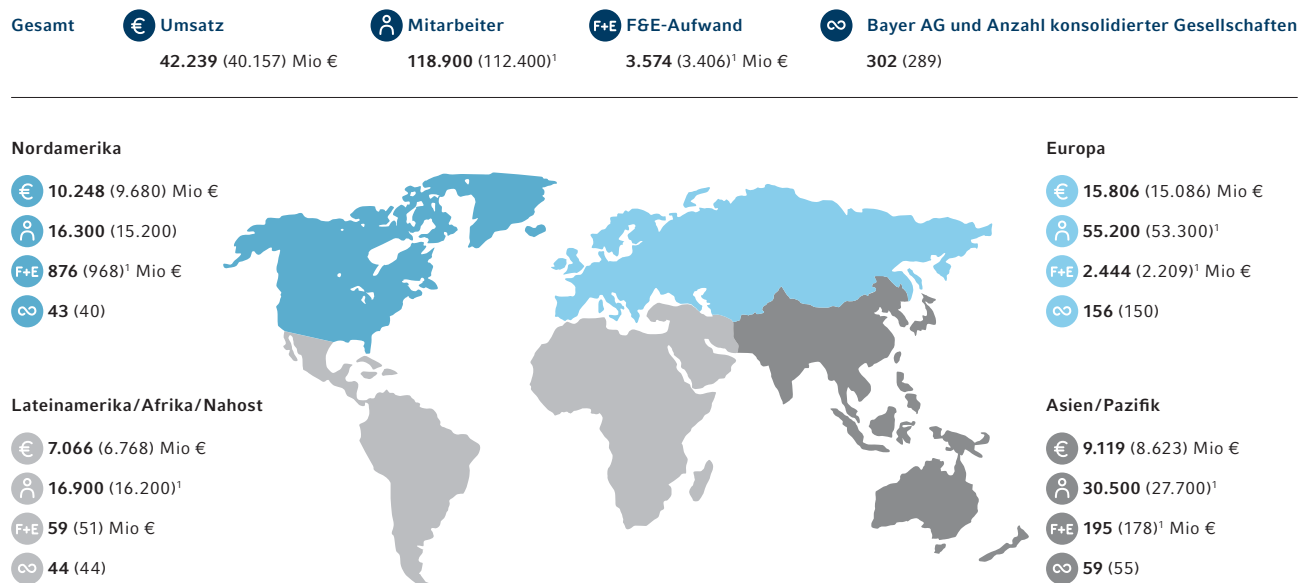 Gesamt € Umsatz Mitarbeiter F+E F&E-Aufwand Bayer AG und Anzahl konsolidierter Gesellschaften
42.239 (40.157) Mio € 118.900 (112.400)¹ 3.574 (3.406)¹ Mio € 302 (289)
Nordamerika
€ 10.248 (9.680) Mio €
16.300 (15.200)
F+E 876 (968)¹ Mio €
43 (40)
Europa
€ 15.806 (15.086) Mio €
55.200 (53.300)¹
F+E 2.444 (2.209)¹ Mio €
156 (150)
Lateinamerika/Afrika/Nahost
€ 7.066 (6.768) Mio €
16.900 (16.200)¹
F+E 59 (51) Mio €
44 (44)
Asien/Pazifik
€ 9.119 (8.623) Mio €
30.500 (27.700)¹
F+E 195 (178)¹ Mio €
59 (55)